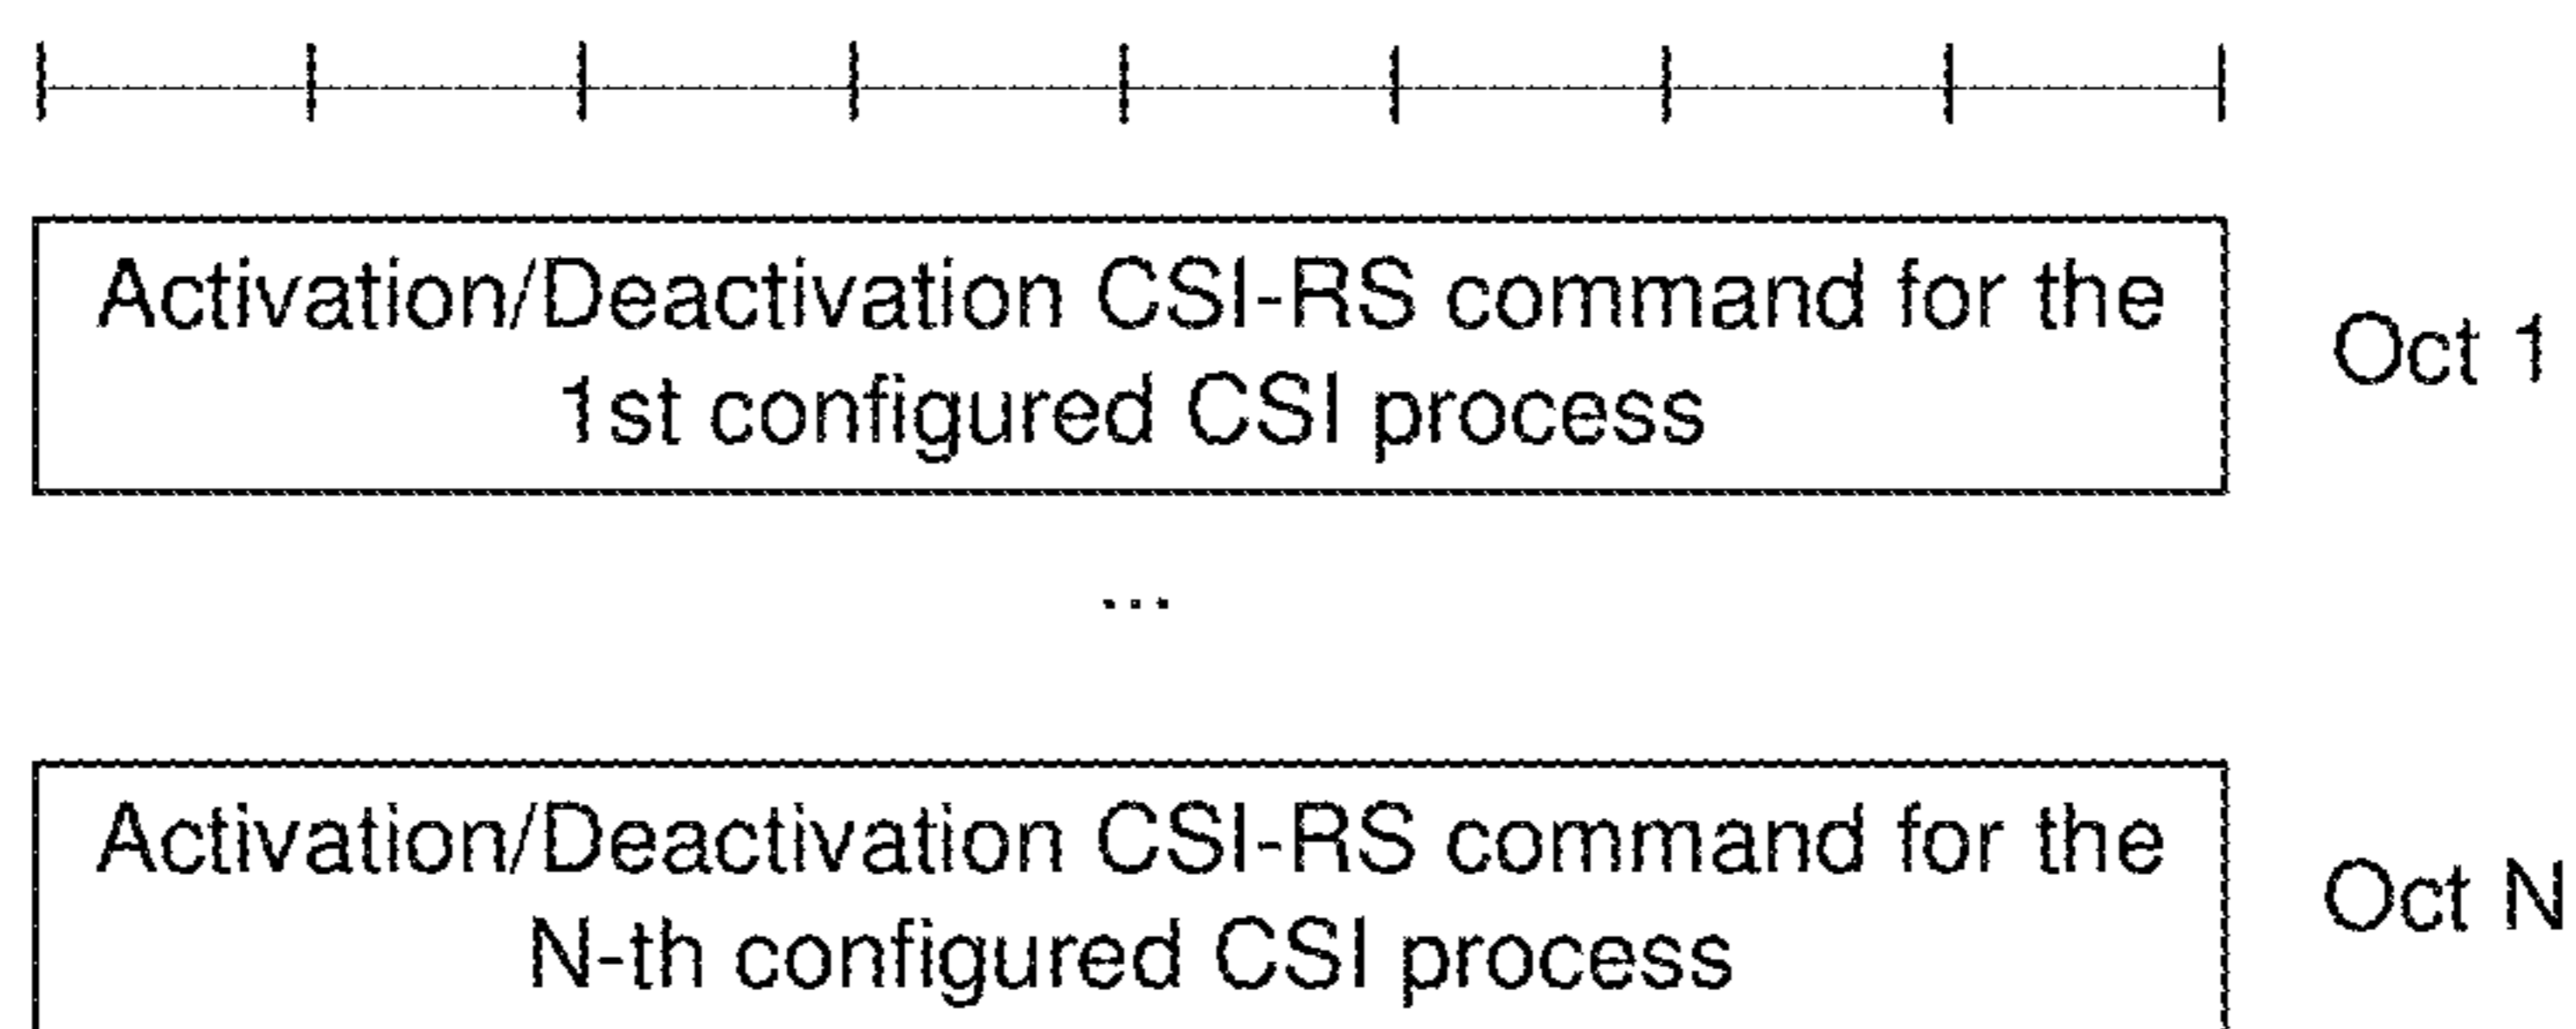 Activation/Deactivation CSI-RS command for the
1st configured CSI process
Oct 1
...
Activation/Deactivation CSI-RS command for the
N-th configured CSI process
Oct N